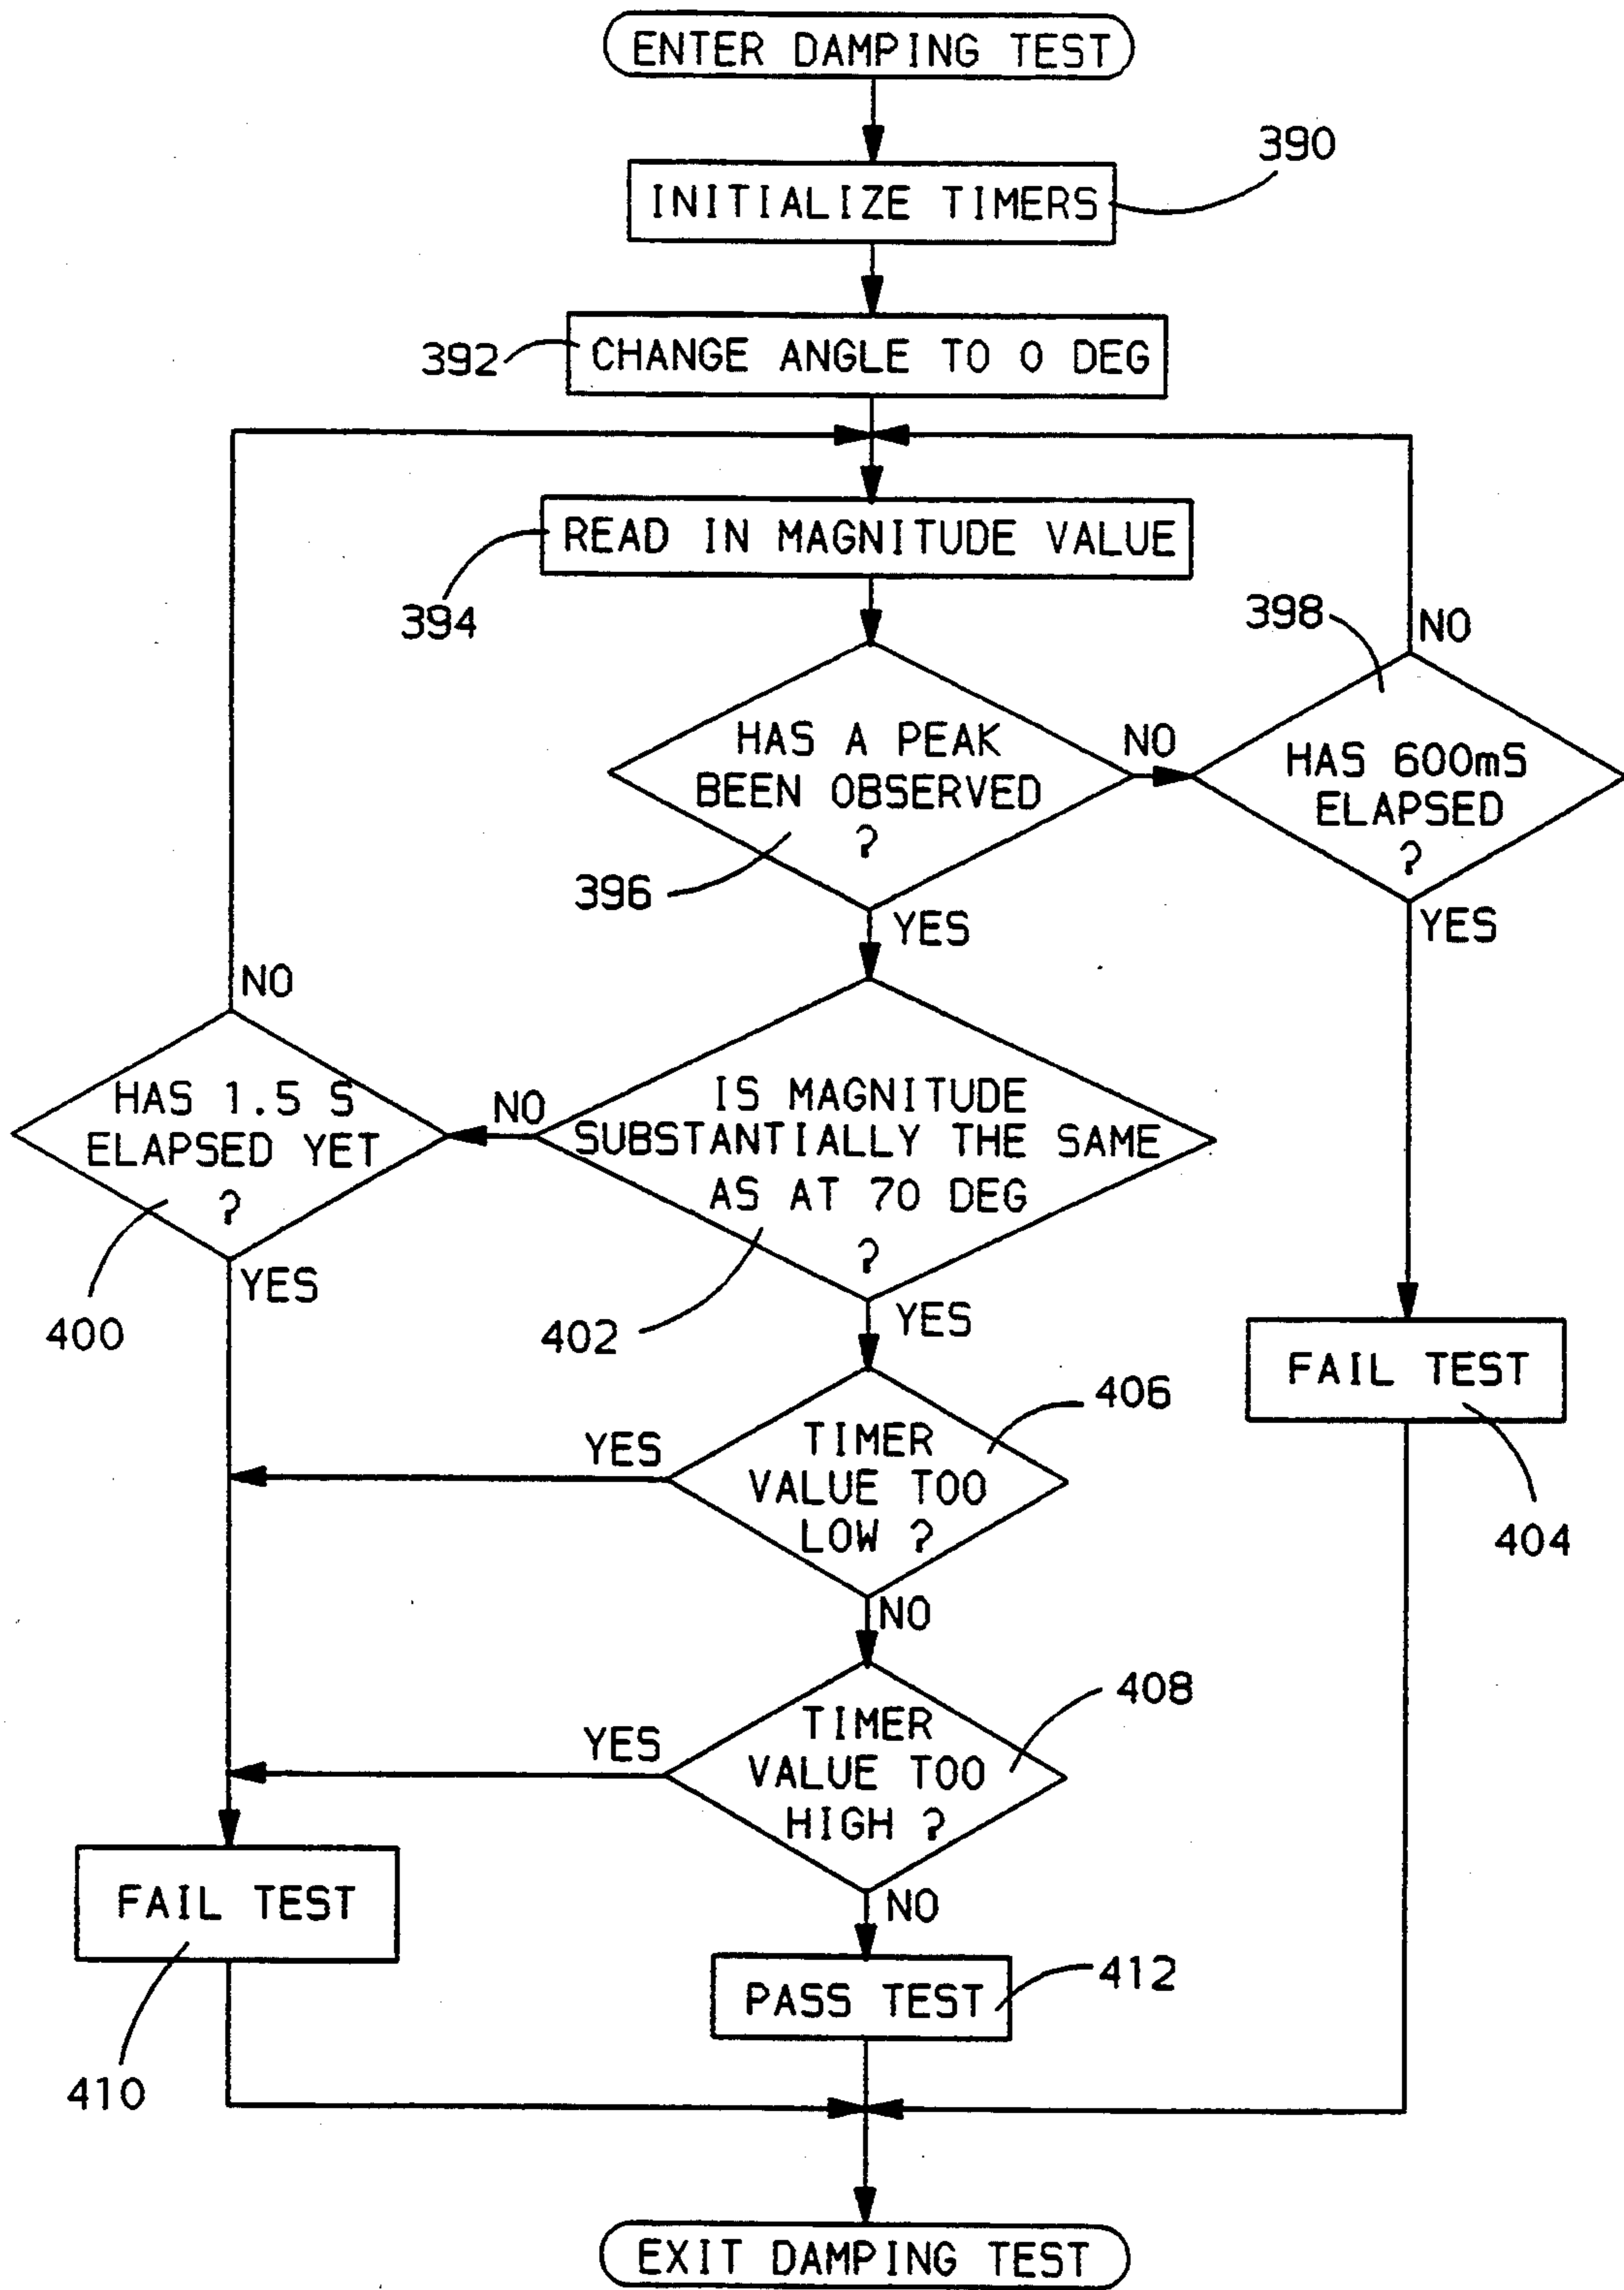 ENTER DAMPING TEST
390
INITIALIZE TIMERS
392
CHANGE ANGLE TO 0 DEG
READ IN MAGNITUDE VALUE
394
398
NO
HAS A PEAK
BEEN OBSERVED
?
396
NO
HAS 600mS
ELAPSED
?
YES
YES
NO
HAS 1.5 S
ELAPSED YET
?
400
YES
NO
IS MAGNITUDE
SUBSTANTIALLY THE SAME
AS AT 70 DEG
?
402
YES
FAIL TEST
404
406
TIMER
VALUE TOO
LOW ?
YES
NO
408
TIMER
VALUE TOO
HIGH ?
YES
NO
FAIL TEST
410
PASS TEST
412
EXIT DAMPING TEST